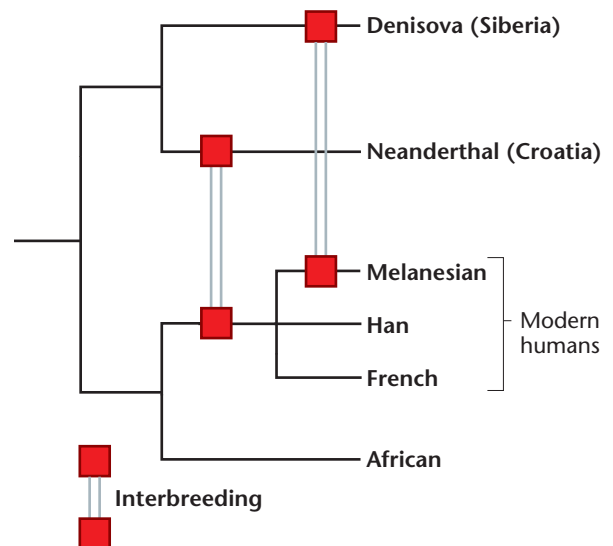 Denisova (Siberia)
Neanderthal (Croatia)
Melanesian
Han
French
Modern
humans
African
Interbreeding